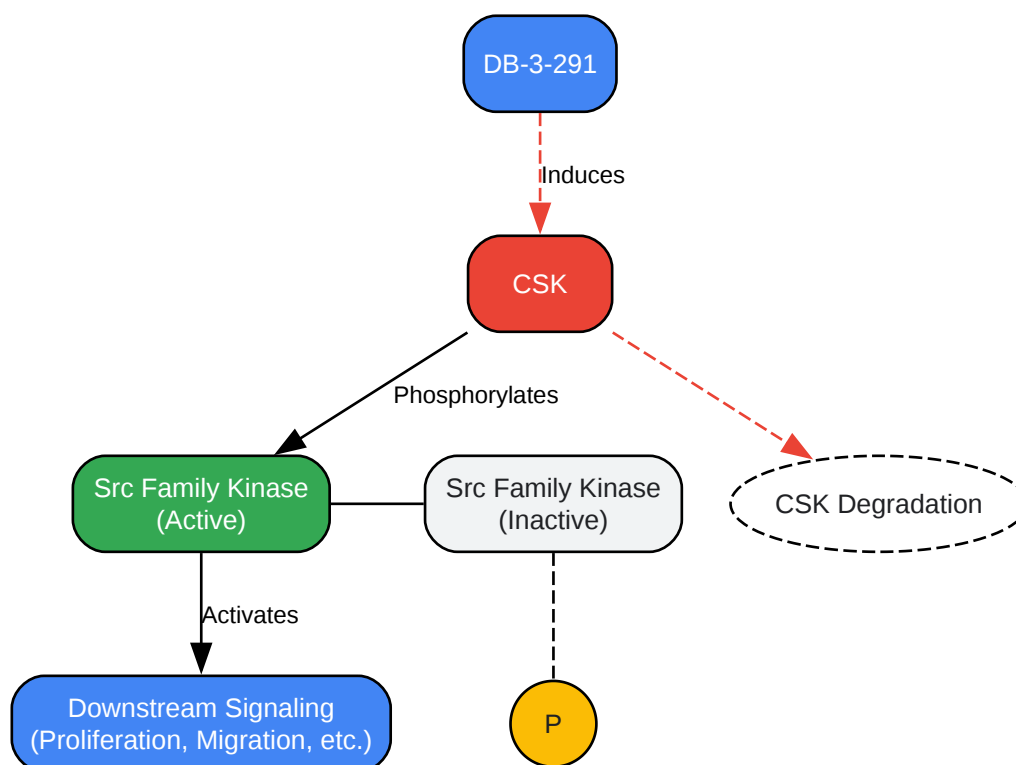 DB-3-291
Induces
CSK
Phosphorylates
Src Family Kinase
(Active)
Src Family Kinase
(Inactive)
CSK Degradation
Activates
Downstream Signaling
(Proliferation, Migration, etc.)
P